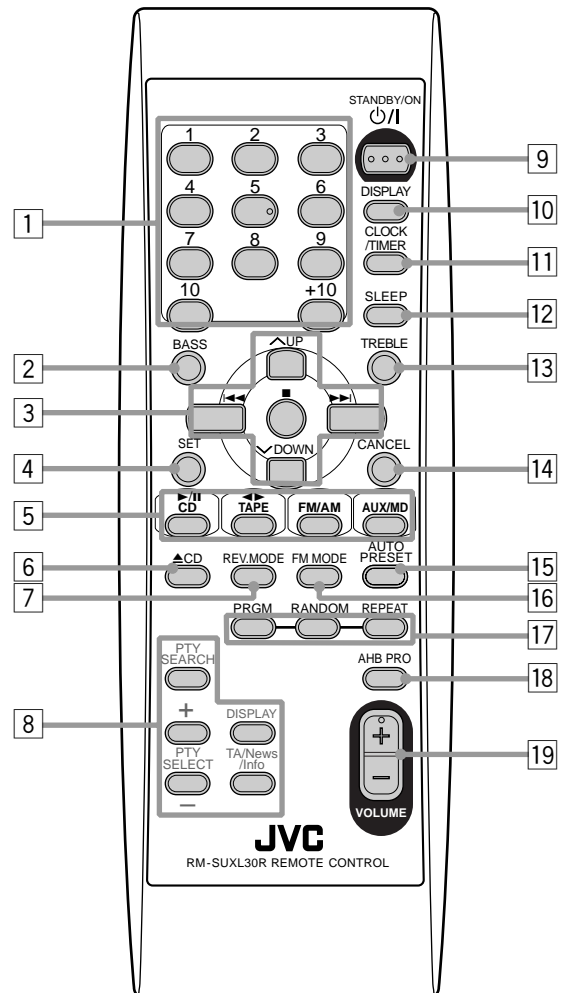 STANDBY/ON
⏻/I
1 2 3
9
DISPLAY
4 5 6
10
1
CLOCK
/TIMER
7 8 9
11
10 +10
SLEEP
12
BASS
UP
TREBLE
2
13
3
SET
DOWN
CANCEL
4
14
CD
TAPE
FM/AM
AUX/MD
5
AUTO
PRESET
CD
REV.MODE
FM MODE
6
15
7
16
PRGM
RANDOM
REPEAT
17
PTY
SEARCH
AHB PRO
18
+
DISPLAY
8
PTY
SELECT
TA/News
/Info
–
+
–
19
VOLUME
JVC
RM-SUXL30R REMOTE CONTROL